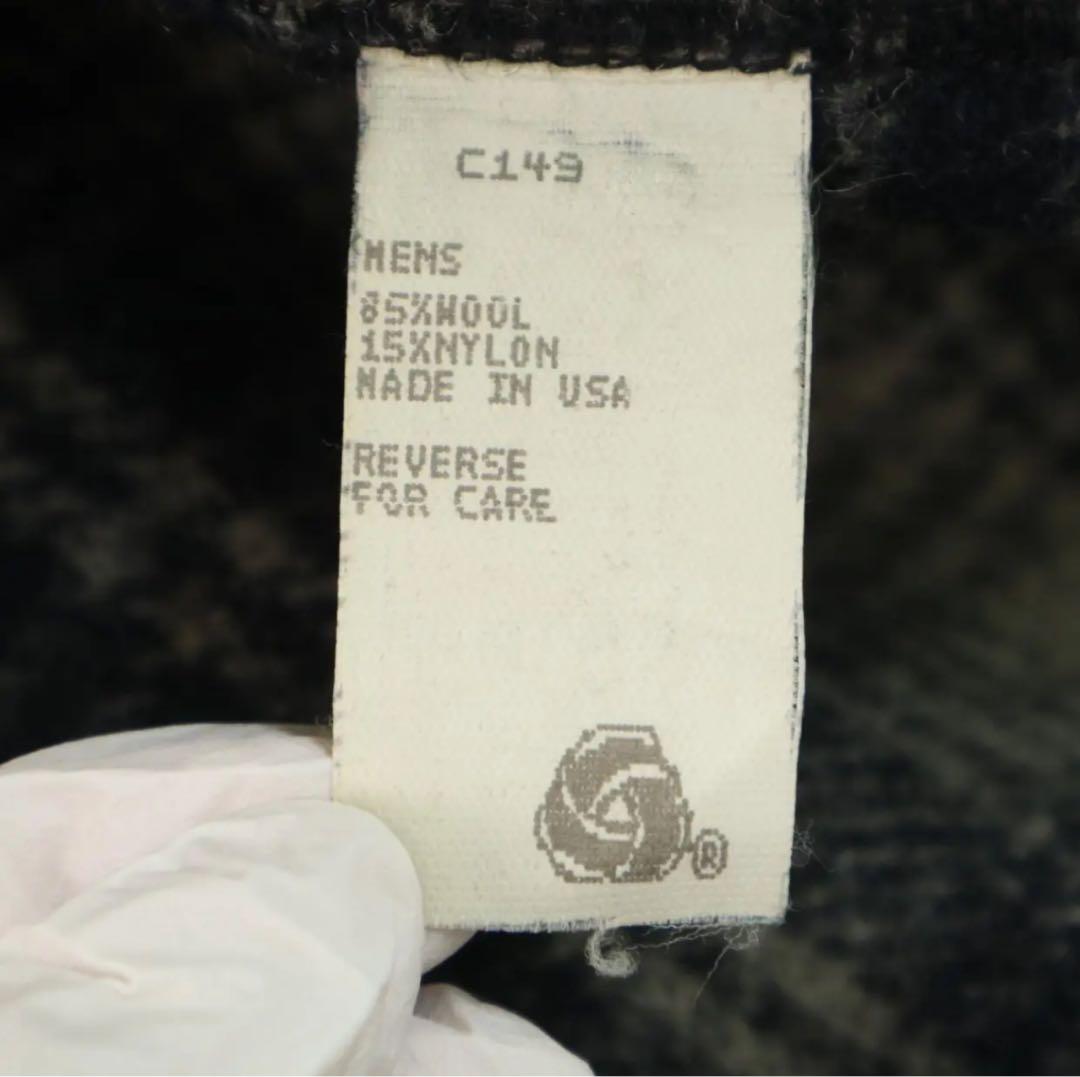 C149
MENS
85%WOOL
15%NYLON
MADE IN USA
REVERSE
FOR CARE
®